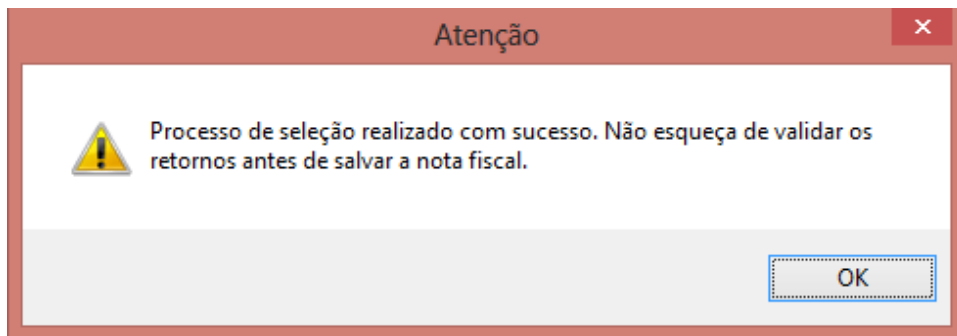 Atenção
Processo de seleção realizado com sucesso. Não esqueça de validar os
retornos antes de salvar a nota fiscal.
OK